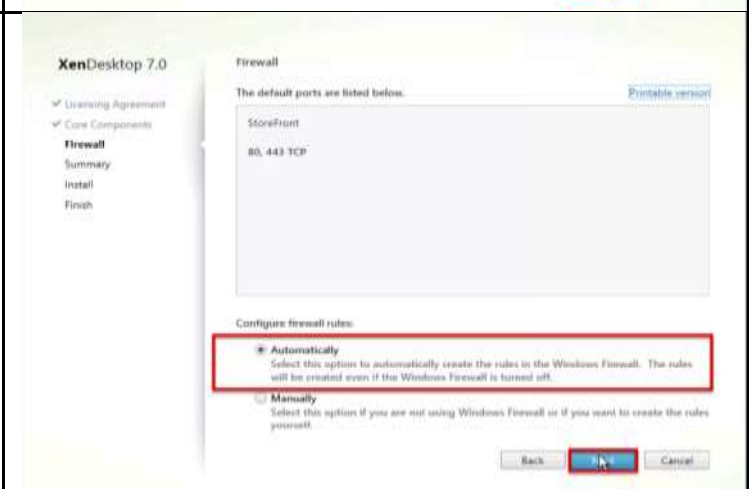 XenDesktop 7.0
✔ Licensing Agreement
✔ Core Components
Firewall
Summary
Install
Finish
Firewall
The default ports are listed below.
Printable version
StoreFront
80, 443 TCP
Configure firewall rules:
Automatically
Select this option to automatically create the rules in the Windows Firewall. The rules
will be created even if the Windows Firewall is turned off.
Manually
Select this option if you are not using Windows Firewall or if you want to create the rules
yourself.
Back
Cancel